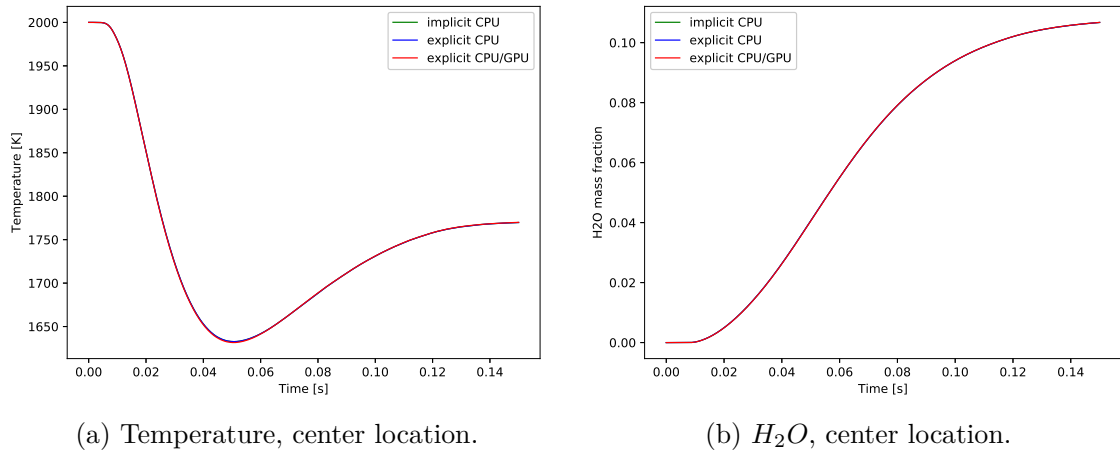 2000
1950
1900
1850
1800
1750
1700
1650
Temperature [K]
0.00 0.02 0.04 0.06 0.08 0.10 0.12 0.14
Time [s]
implicit CPU
explicit CPU
explicit CPU/GPU
(a) Temperature, center location.
0.10
0.08
0.06
0.04
0.02
0.00
H2O mass fraction
0.00 0.02 0.04 0.06 0.08 0.10 0.12 0.14
Time [s]
implicit CPU
explicit CPU
explicit CPU/GPU
(b) H₂O, center location.